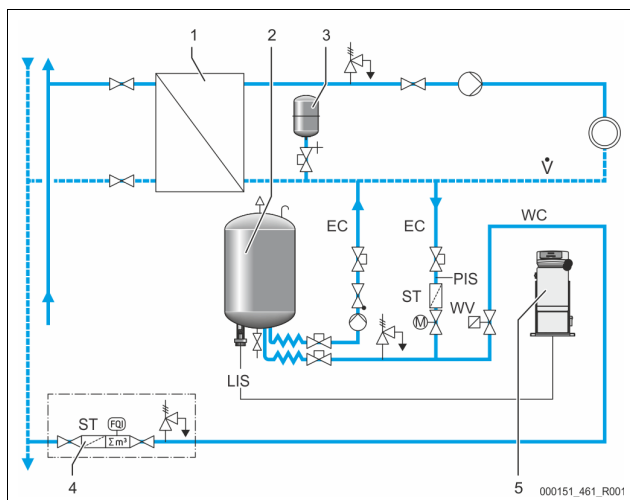 1
2
3
V̇
EC
EC
WC
PIS
ST
WV
M
5
LIS
ST
FQI
Σ m³
4
000151_461_R001